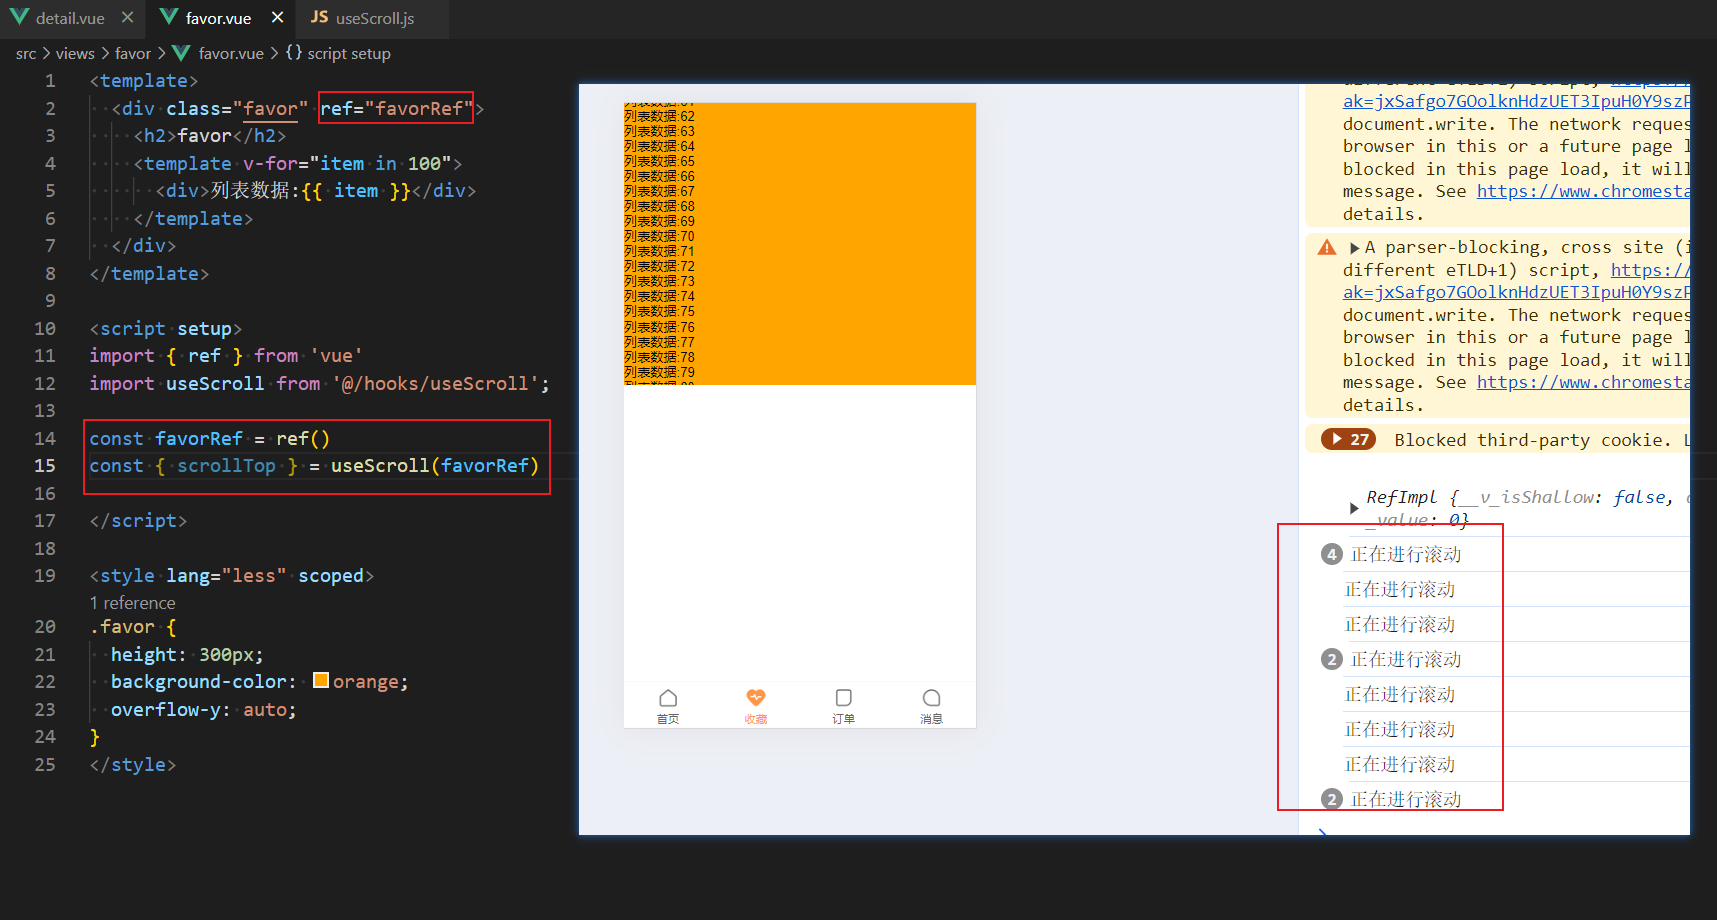 detail.vue
favor.vue
JS useScroll.js
src > views > favor > favor.vue > {} script setup
1 <template>
2 <div class="favor" ref="favorRef">
3 <h2>favor</h2>
4 <template v-for="item in 100">
5 <div>列表数据:{{ item }}</div>
6 </template>
7 </div>
8 </template>
9
10 <script setup>
11 import { ref } from 'vue'
12 import useScroll from '@/hooks/useScroll';
13
14 const favorRef = ref()
15 const { scrollTop } = useScroll(favorRef)
16
17 </script>
18
19 <style lang="less" scoped>
1 reference
20 .favor {
21 height: 300px;
22 background-color: orange;
23 overflow-y: auto;
24 }
25 </style>
列表数据:62
列表数据:63
列表数据:64
列表数据:65
列表数据:66
列表数据:67
列表数据:68
列表数据:69
列表数据:70
列表数据:71
列表数据:72
列表数据:73
列表数据:74
列表数据:75
列表数据:76
列表数据:77
列表数据:78
列表数据:79
首页
收藏
订单
消息
ak=jxSafgo7GOolknHdzUET3IpuH0Y9szP
document.write. The network reques
browser in this or a future page l
blocked in this page load, it will
message. See https://www.chromesta
details.
A parser-blocking, cross site (i
different eTLD+1) script, https://
ak=jxSafgo7GOolknHdzUET3IpuH0Y9szP
document.write. The network reques
browser in this or a future page l
blocked in this page load, it will
message. See https://www.chromesta
details.
27 Blocked third-party cookie. L
RefImpl {__v_isShallow: false,
_value: 0}
4 正在进行滚动
正在进行滚动
正在进行滚动
2 正在进行滚动
正在进行滚动
正在进行滚动
正在进行滚动
2 正在进行滚动